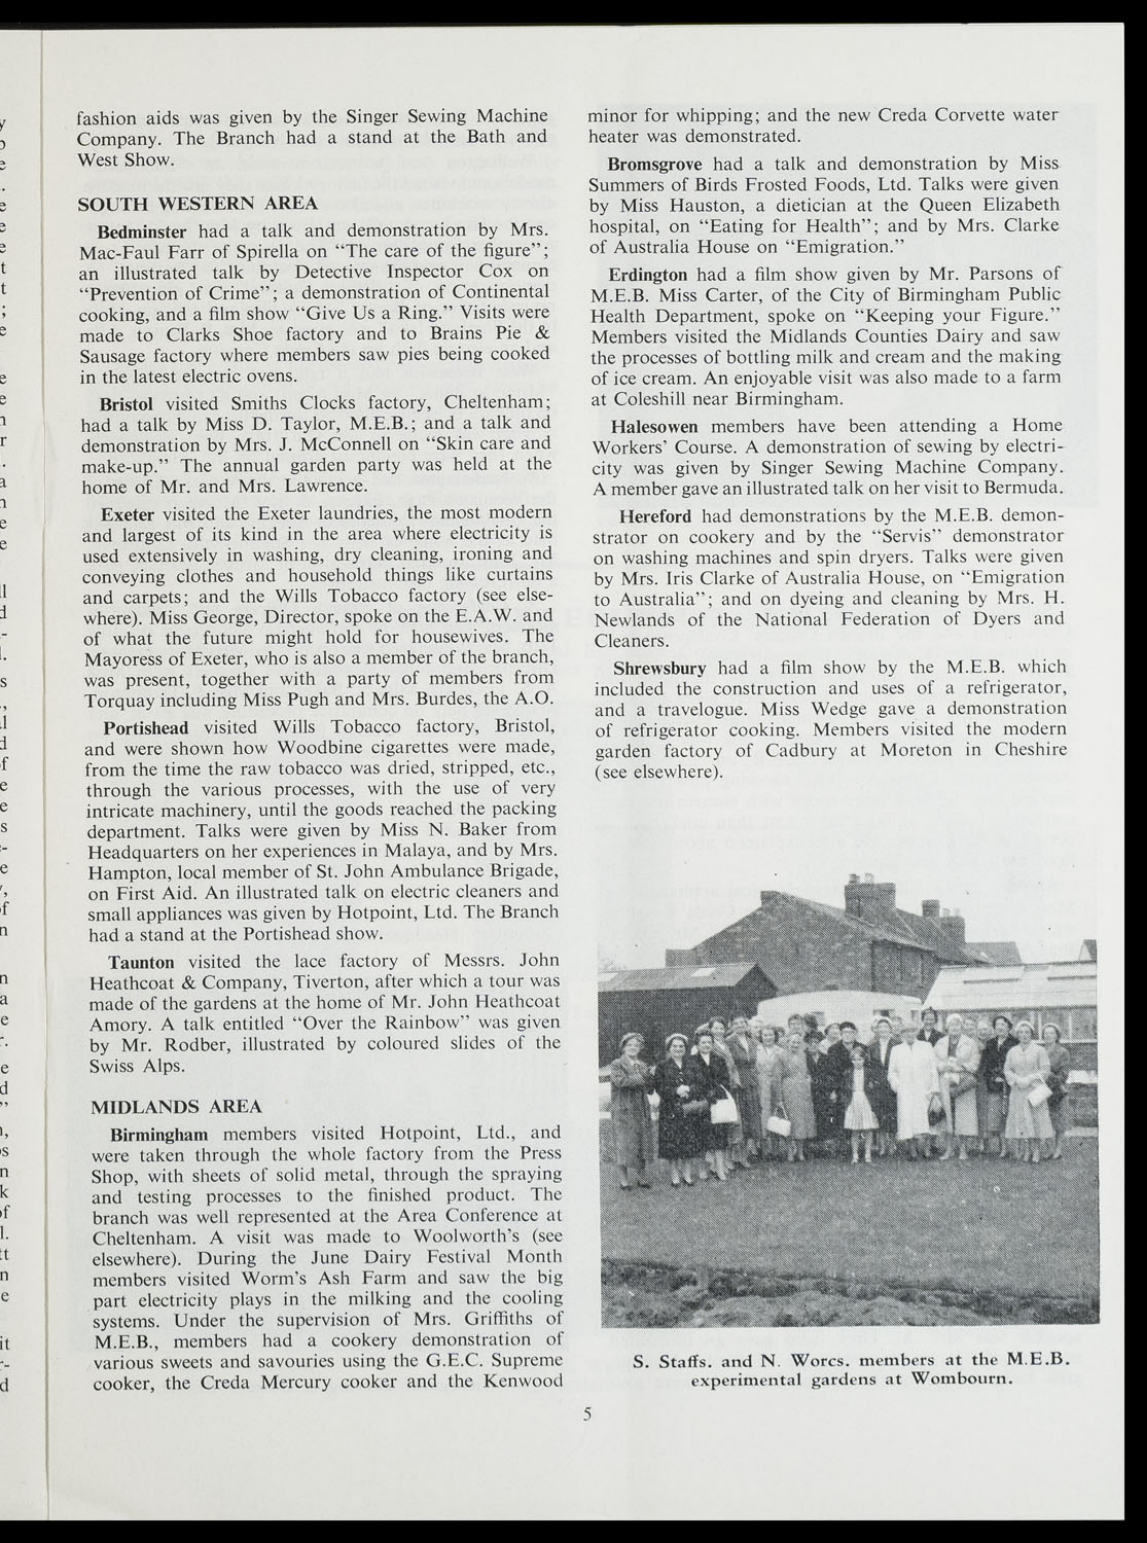 fashion aids was given by the Singer Sewing Machine
Company. The Branch had a stand at the Bath and
West Show.
SOUTH WESTERN AREA
Bedminster had a talk and demonstration by Mrs.
Mac-Faul Farr of Spirella on "The care of the figure";
an illustrated talk by Detective Inspector Cox on
"Prevention of Crime"; a demonstration of Continental
cooking, and a film show "Give Us a Ring." Visits were
made to Clarks Shoe factory and to Brains Pie &
Sausage factory where members saw pies being cooked
in the latest electric ovens.
Bristol visited Smiths Clocks factory, Cheltenham;
had a talk by Miss D. Taylor, M.E.B.; and a talk and
demonstration by Mrs. J. McConnell on "Skin care and
make-up." The annual garden party was held at the
home of Mr. and Mrs. Lawrence.
Exeter visited the Exeter laundries, the most modern
and largest of its kind in the area where electricity is
used extensively in washing, dry cleaning, ironing and
conveying clothes and household things like curtains
and carpets; and the Wills Tobacco factory (see else-
where). Miss George, Director, spoke on the E.A.W. and
of what the future might hold for housewives. The
Mayoress of Exeter, who is also a member of the branch,
was present, together with a party of members from
Torquay including Miss Pugh and Mrs. Burdes, the A.O.
Portishead visited Wills Tobacco factory, Bristol,
and were shown how Woodbine cigarettes were made,
from the time the raw tobacco was dried, stripped, etc.,
through the various processes, with the use of very
intricate machinery, until the goods reached the packing
department. Talks were given by Miss N. Baker from
Headquarters on her experiences in Malaya, and by Mrs.
Hampton, local member of St. John Ambulance Brigade,
on First Aid. An illustrated talk on electric cleaners and
small appliances was given by Hotpoint, Ltd. The Branch
had a stand at the Portishead show.
Taunton visited the lace factory of Messrs. John
Heathcoat & Company, Tiverton, after which a tour was
made of the gardens at the home of Mr. John Heathcoat
Amory. A talk entitled "Over the Rainbow" was given
by Mr. Rodber, illustrated by coloured slides of the
Swiss Alps.
MIDLANDS AREA
Birmingham members visited Hotpoint, Ltd., and
were taken through the whole factory from the Press
Shop, with sheets of solid metal, through the spraying
and testing processes to the finished product. The
branch was well represented at the Area Conference at
Cheltenham. A visit was made to Woolworth's (see
elsewhere). During the June Dairy Festival Month
members visited Worm's Ash Farm and saw the big
part electricity plays in the milking and the cooling
systems. Under the supervision of Mrs. Griffiths of
M.E.B., members had a cookery demonstration of
various sweets and savouries using the G.E.C. Supreme
cooker, the Creda Mercury cooker and the Kenwood
minor for whipping; and the new Creda Corvette water
heater was demonstrated.
Bromsgrove had a talk and demonstration by Miss
Summers of Birds Frosted Foods, Ltd. Talks were given
by Miss Hauston, a dietician at the Queen Elizabeth
hospital, on "Eating for Health"; and by Mrs. Clarke
of Australia House on "Emigration."
Erdington had a film show given by Mr. Parsons of
M.E.B. Miss Carter, of the City of Birmingham Public
Health Department, spoke on "Keeping your Figure."
Members visited the Midlands Counties Dairy and saw
the processes of bottling milk and cream and the making
of ice cream. An enjoyable visit was also made to a farm
at Coleshill near Birmingham.
Halesowen members have been attending a Home
Workers' Course. A demonstration of sewing by electri-
city was given by Singer Sewing Machine Company.
A member gave an illustrated talk on her visit to Bermuda.
Hereford had demonstrations by the M.E.B. demon-
strator on cookery and by the "Servis" demonstrator
on washing machines and spin dryers. Talks were given
by Mrs. Iris Clarke of Australia House, on "Emigration
to Australia"; and on dyeing and cleaning by Mrs. H.
Newlands of the National Federation of Dyers and
Cleaners.
Shrewsbury had a film show by the M.E.B. which
included the construction and uses of a refrigerator,
and a travelogue. Miss Wedge gave a demonstration
of refrigerator cooking. Members visited the modern
garden factory of Cadbury at Moreton in Cheshire
(see elsewhere).
S. Staffs. and N. Worcs. members at the M.E.B.
experimental gardens at Wombourn.
5